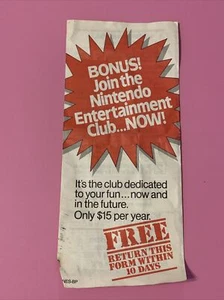 BONUS!
Join the
Nintendo
Entertainment
Club...NOW!
It's the club dedicated
to your fun...now and
in the future.
Only $15 per year.
FREE
RETURN THIS
FORM WITHIN
10 DAYS